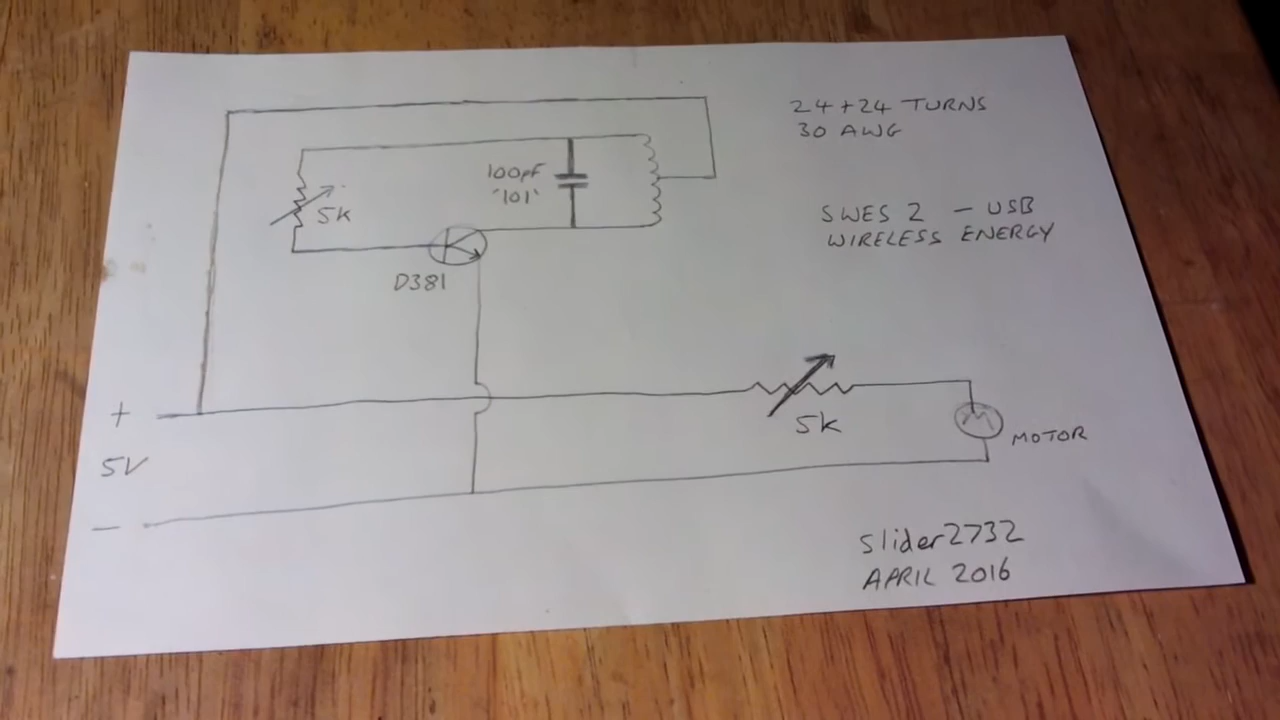 24+24 TURNS
30 AWG
100pF
"101"
5K
SWES 2 - USB
WIRELESS ENERGY
D381
+
5V
-
5K
M
MOTOR
slider2732
APRIL 2016